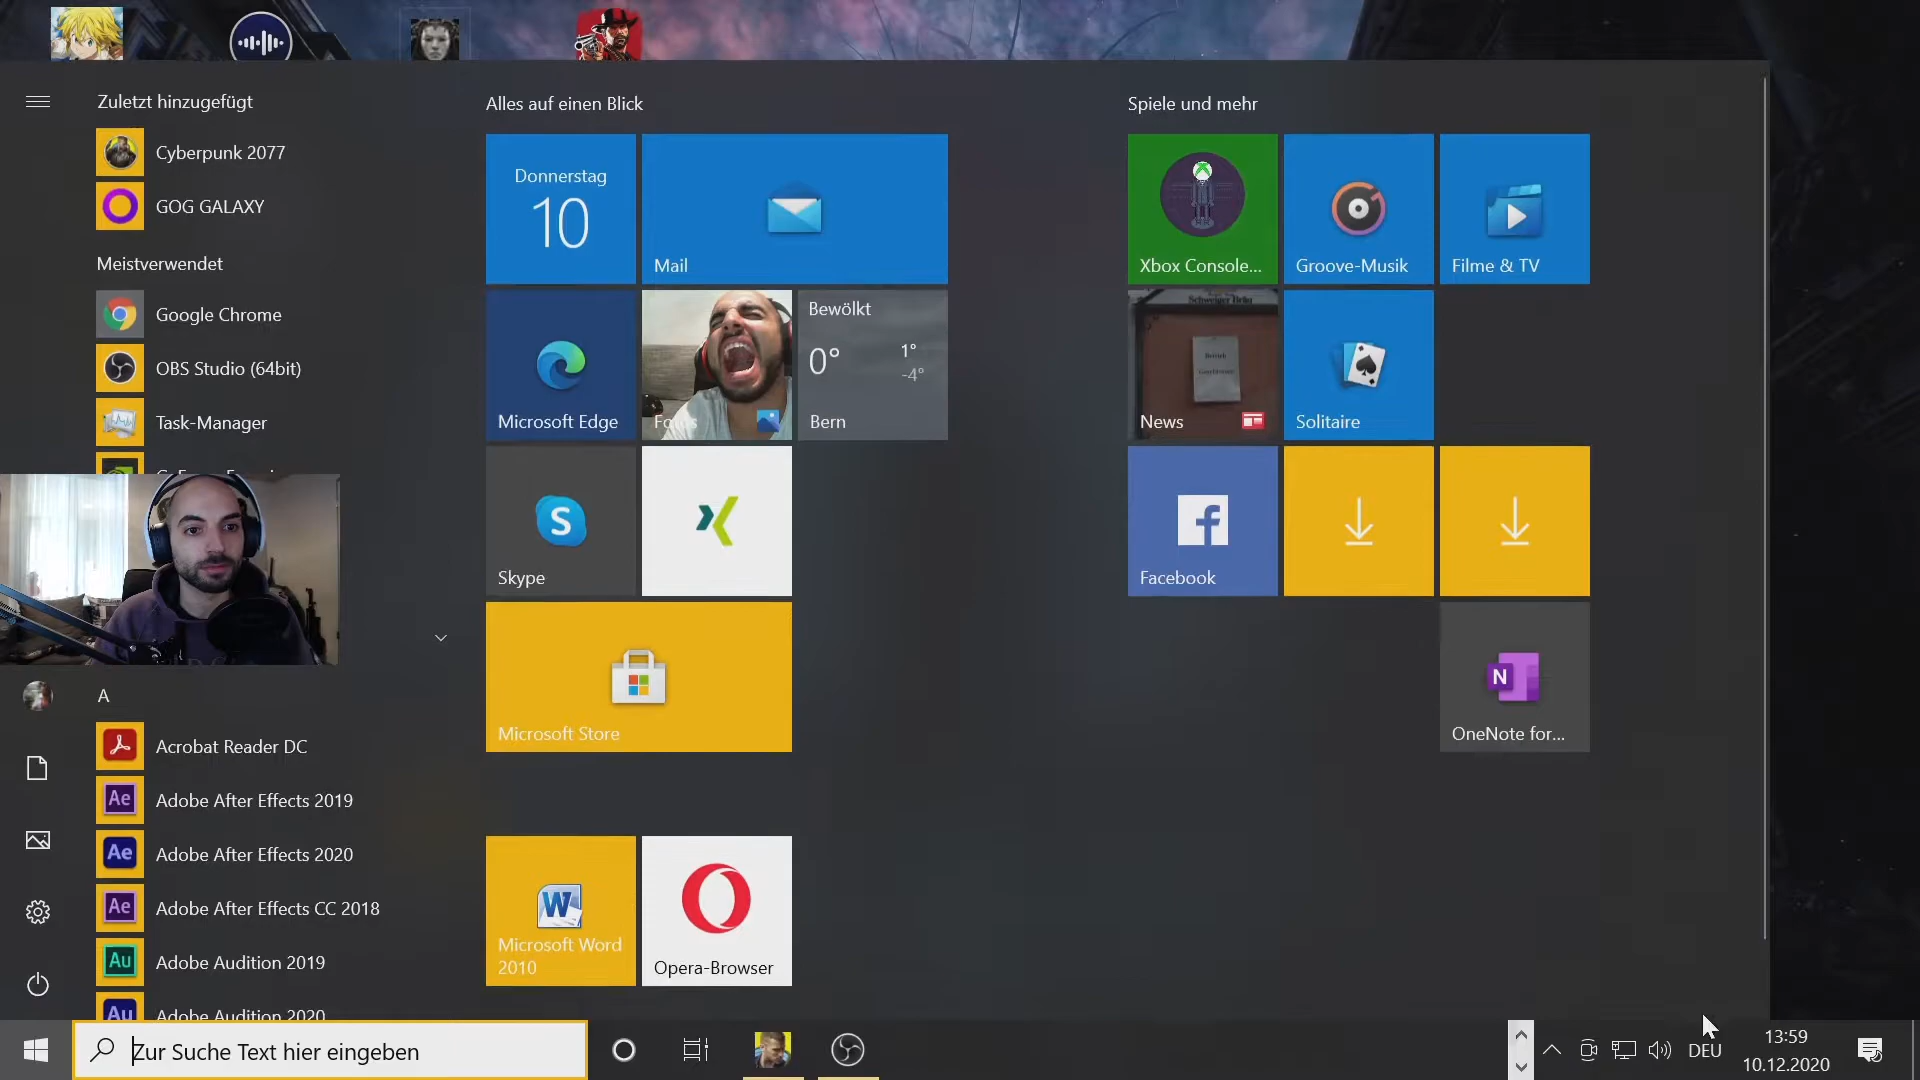 Zuletzt hinzugefügt
Cyberpunk 2077
GOG GALAXY
Meistverwendet
Google Chrome
OBS Studio (64bit)
Task-Manager
A
Acrobat Reader DC
Adobe After Effects 2019
Adobe After Effects 2020
Adobe After Effects CC 2018
Adobe Audition 2019
Adobe Audition 2020
Alles auf einen Blick
Donnerstag
10
Mail
Microsoft Edge
Fotos
Bewölkt
0°
1°
-4°
Bern
Skype
Microsoft Store
Microsoft Word
2010
Opera-Browser
Spiele und mehr
Xbox Console...
Groove-Musik
Filme & TV
Schweiger Bräu
News
Solitaire
Facebook
OneNote for...
Zur Suche Text hier eingeben
DEU
13:59
10.12.2020